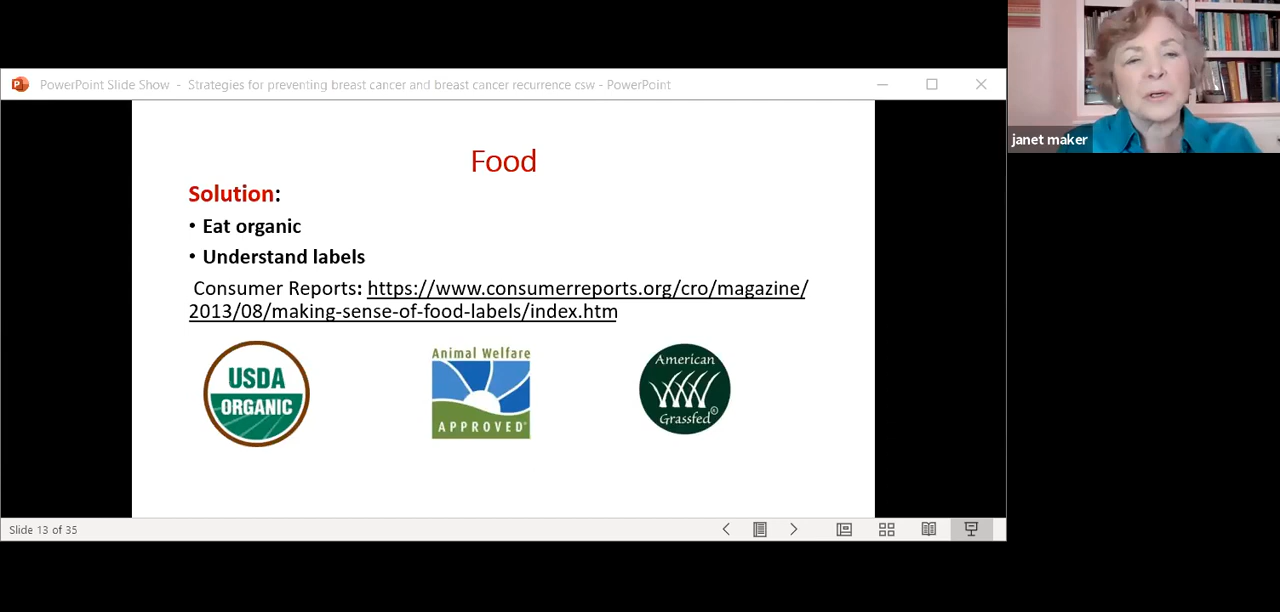 PowerPoint Slide Show - Strategies for preventing breast cancer and breast cancer recurrence csw - PowerPoint
janet maker
Food
Solution:
• Eat organic
• Understand labels
Consumer Reports: https://www.consumerreports.org/cro/magazine/
2013/08/making-sense-of-food-labels/index.htm
USDA
ORGANIC
Animal Welfare
APPROVED®
American
Grassfed®
Slide 13 of 35